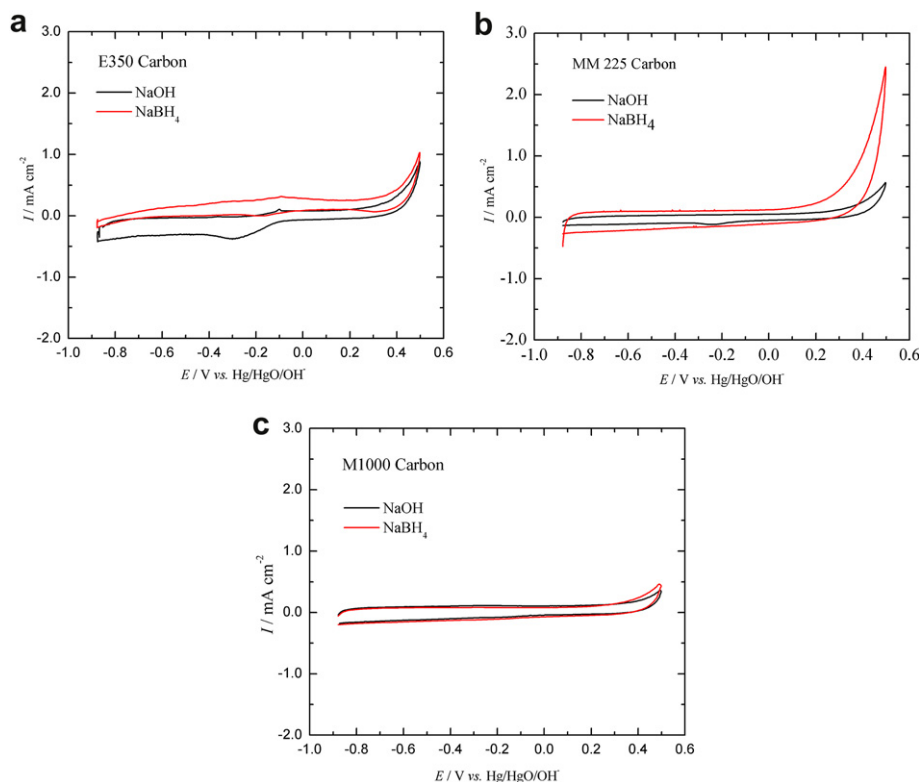 a
E350 Carbon
NaOH
NaBH4
3.0
2.0
1.0
0.0
-1.0
-2.0
I / mA cm-2
-1.0 -0.8 -0.6 -0.4 -0.2 0.0 0.2 0.4 0.6
E / V vs. Hg/HgO/OH-
b
MM 225 Carbon
NaOH
NaBH4
3.0
2.0
1.0
0.0
-1.0
-2.0
I / mA cm-2
-1.0 -0.8 -0.6 -0.4 -0.2 0.0 0.2 0.4 0.6
E / V vs. Hg/HgO/OH-
c
M1000 Carbon
NaOH
NaBH4
3.0
2.0
1.0
0.0
-1.0
-2.0
I / mA cm-2
-1.0 -0.8 -0.6 -0.4 -0.2 0.0 0.2 0.4 0.6
E / V vs. Hg/HgO/OH-